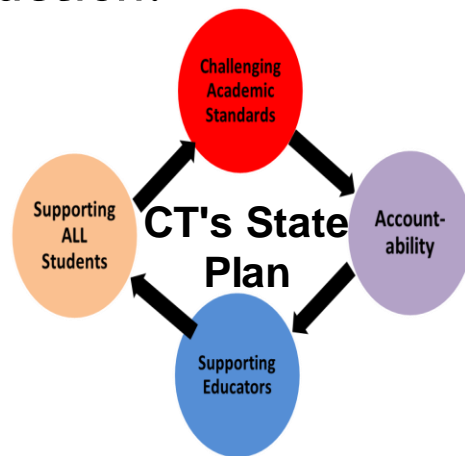 Challenging
Academic
Standards
Supporting
ALL
Students
CT's State
Plan
Account-
ability
Supporting
Educators